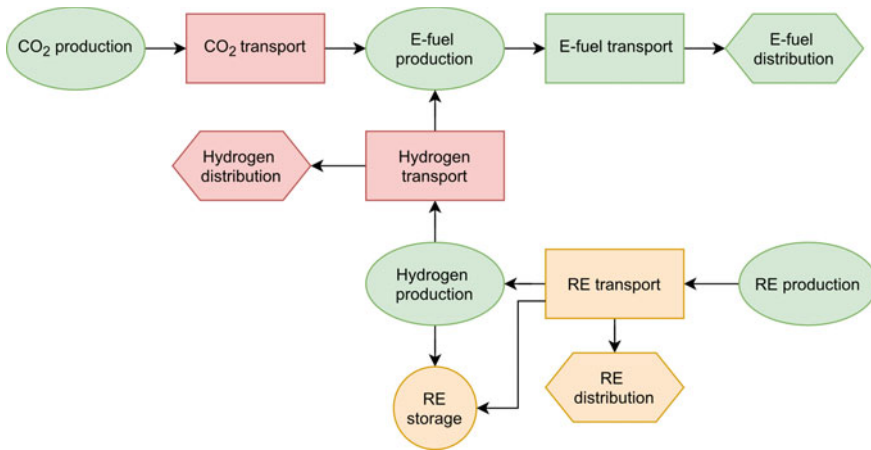 CO₂ production
CO₂ transport
E-fuel
production
E-fuel transport
E-fuel
distribution
Hydrogen
distribution
Hydrogen
transport
Hydrogen
production
RE transport
RE production
RE
storage
RE
distribution